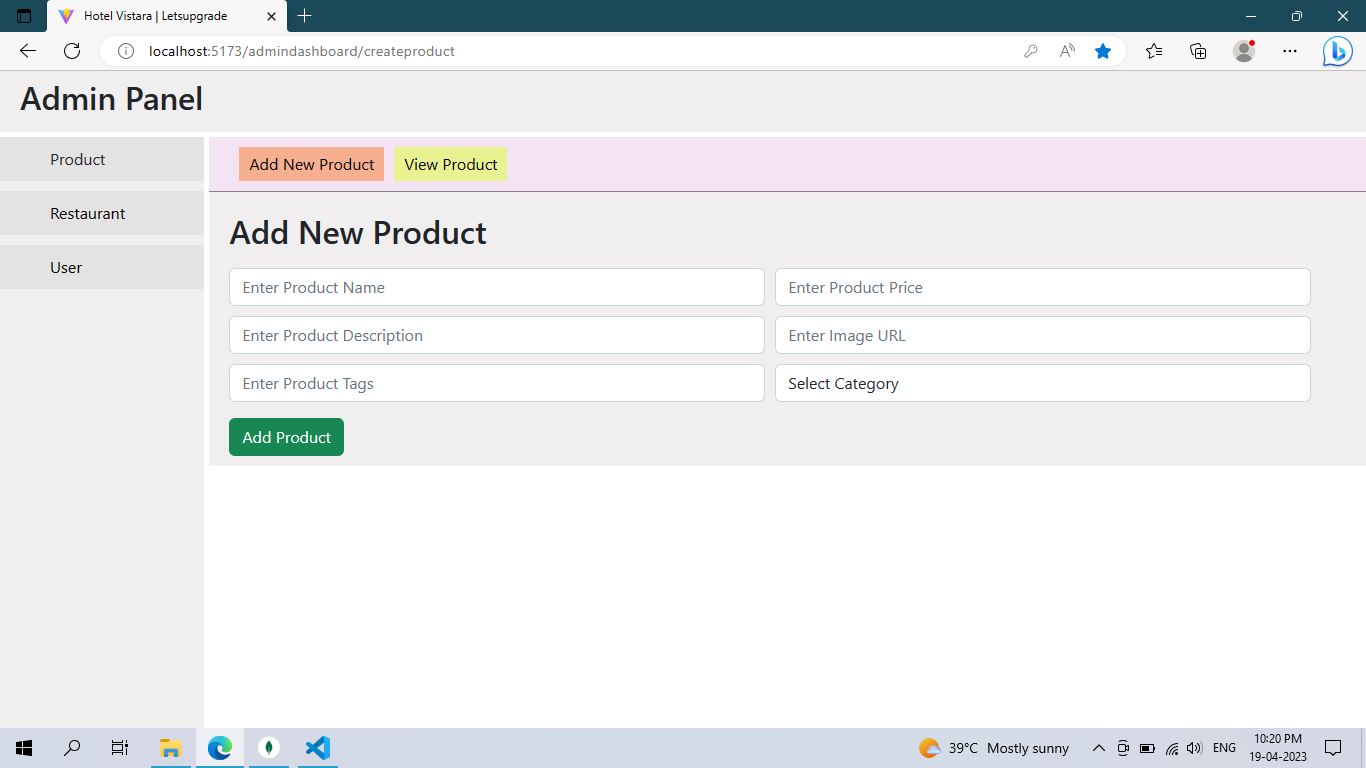 Hotel Vistara | Letsupgrade
localhost:5173/admindashboard/createproduct
Admin Panel
Product
Restaurant
User
Add New Product
View Product
Add New Product
Enter Product Name
Enter Product Price
Enter Product Description
Enter Image URL
Enter Product Tags
Select Category
Add Product
39°C Mostly sunny
ENG
10:20 PM
19-04-2023